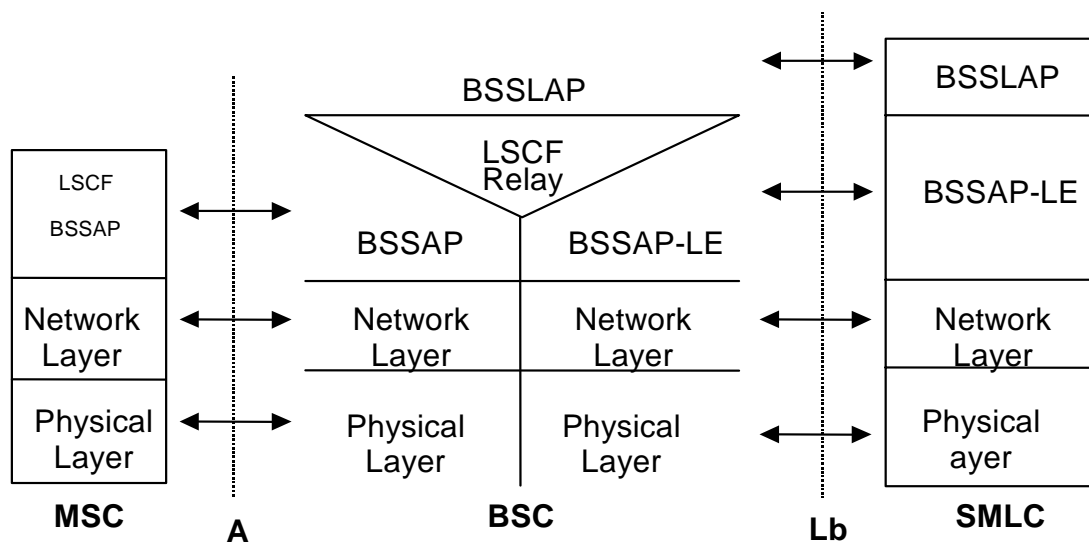 LSCF
BSSAP
Network
Layer
Physical
Layer
MSC
A
BSSLAP
LSCF
Relay
BSSAP
BSSAP-LE
Network
Layer
Network
Layer
Physical
Layer
Physical
Layer
BSC
Lb
BSSLAP
BSSAP-LE
Network
Layer
Physical
ayer
SMLC